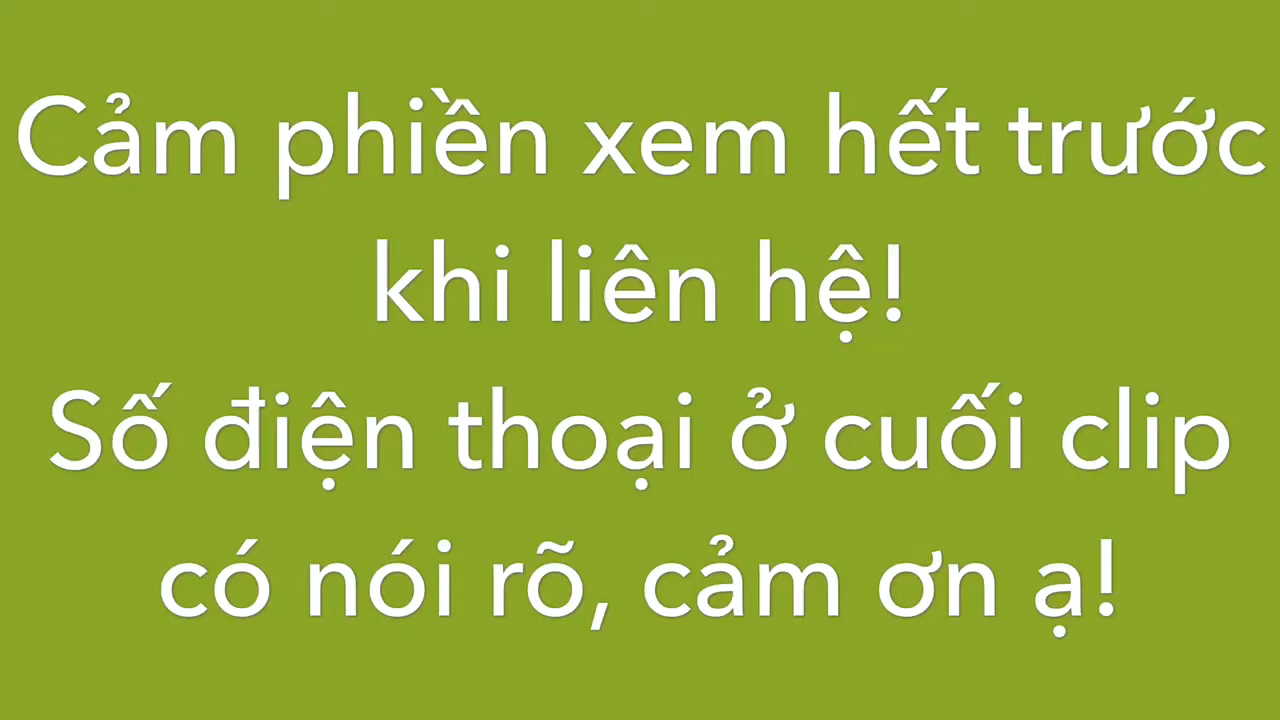 Cảm phiền xem hết trước
khi liên hệ!
Số điện thoại ở cuối clip
có nói rõ, cảm ơn ạ!